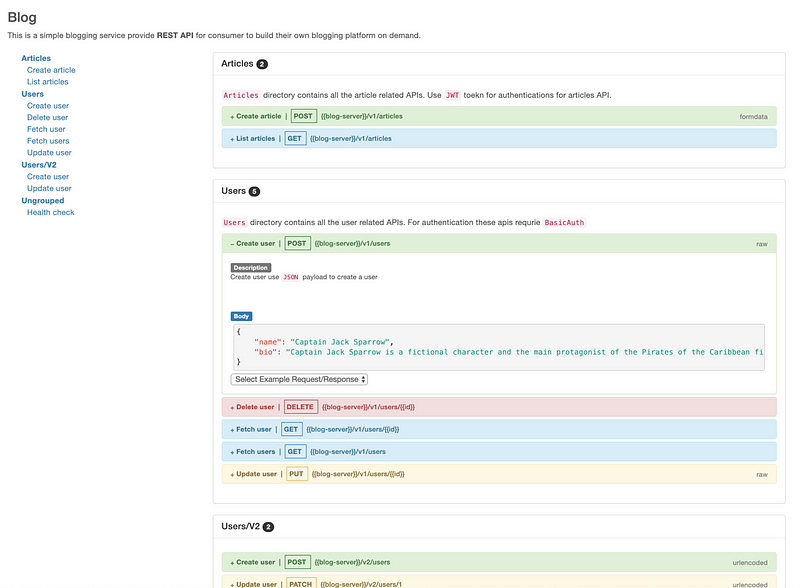 Blog
This is a simple blogging service provide REST API for consumer to build their own blogging platform on demand.
Articles
Create article
List articles
Users
Create user
Delete user
Fetch user
Fetch users
Update user
Users/V2
Create user
Update user
Ungrouped
Health check
Articles 2
Articles directory contains all the article related APIs. Use JWT toekn for authentications for articles API.
+ Create article | POST {{blog-server}}/v1/articles formdata
+ List articles | GET {{blog-server}}/v1/articles
Users 5
Users directory contains all the user related APIs. For authentication these apis requrie BasicAuth
– Create user | POST {{blog-server}}/v1/users raw
Description
Create user use JSON payload to create a user
Body
{
"name": "Captain Jack Sparrow",
"bio": "Captain Jack Sparrow is a fictional character and the main protagonist of the Pirates of the Caribbean fi
}
Select Example Request/Response
+ Delete user | DELETE {{blog-server}}/v1/users/{{id}}
+ Fetch user | GET {{blog-server}}/v1/users/{{id}}
+ Fetch users | GET {{blog-server}}/v1/users
+ Update user | PUT {{blog-server}}/v1/users/{{id}} raw
Users/V2 2
+ Create user | POST {{blog-server}}/v2/users urlencoded
+ Update user | PATCH {{blog-server}}/v2/users/1 urlencoded